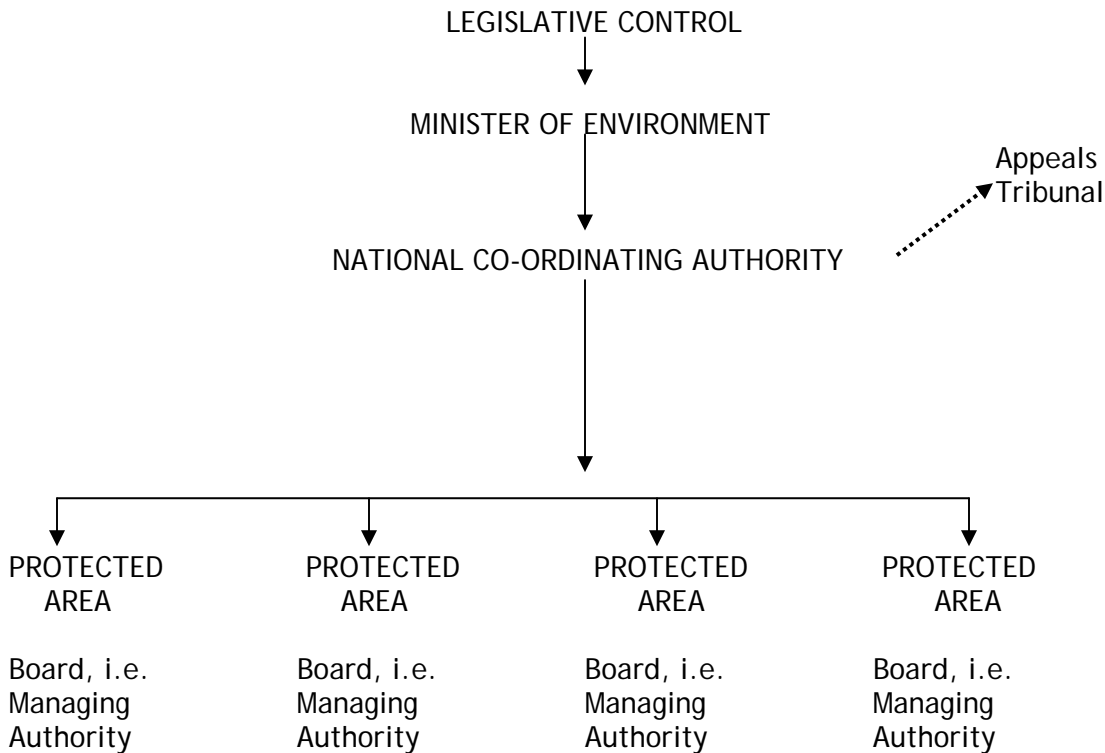 LEGISLATIVE CONTROL
MINISTER OF ENVIRONMENT
Appeals
Tribunal
NATIONAL CO-ORDINATING AUTHORITY
PROTECTED
AREA
PROTECTED
AREA
PROTECTED
AREA
PROTECTED
AREA
Board, i.e.
Managing
Authority
Board, i.e.
Managing
Authority
Board, i.e.
Managing
Authority
Board, i.e.
Managing
Authority